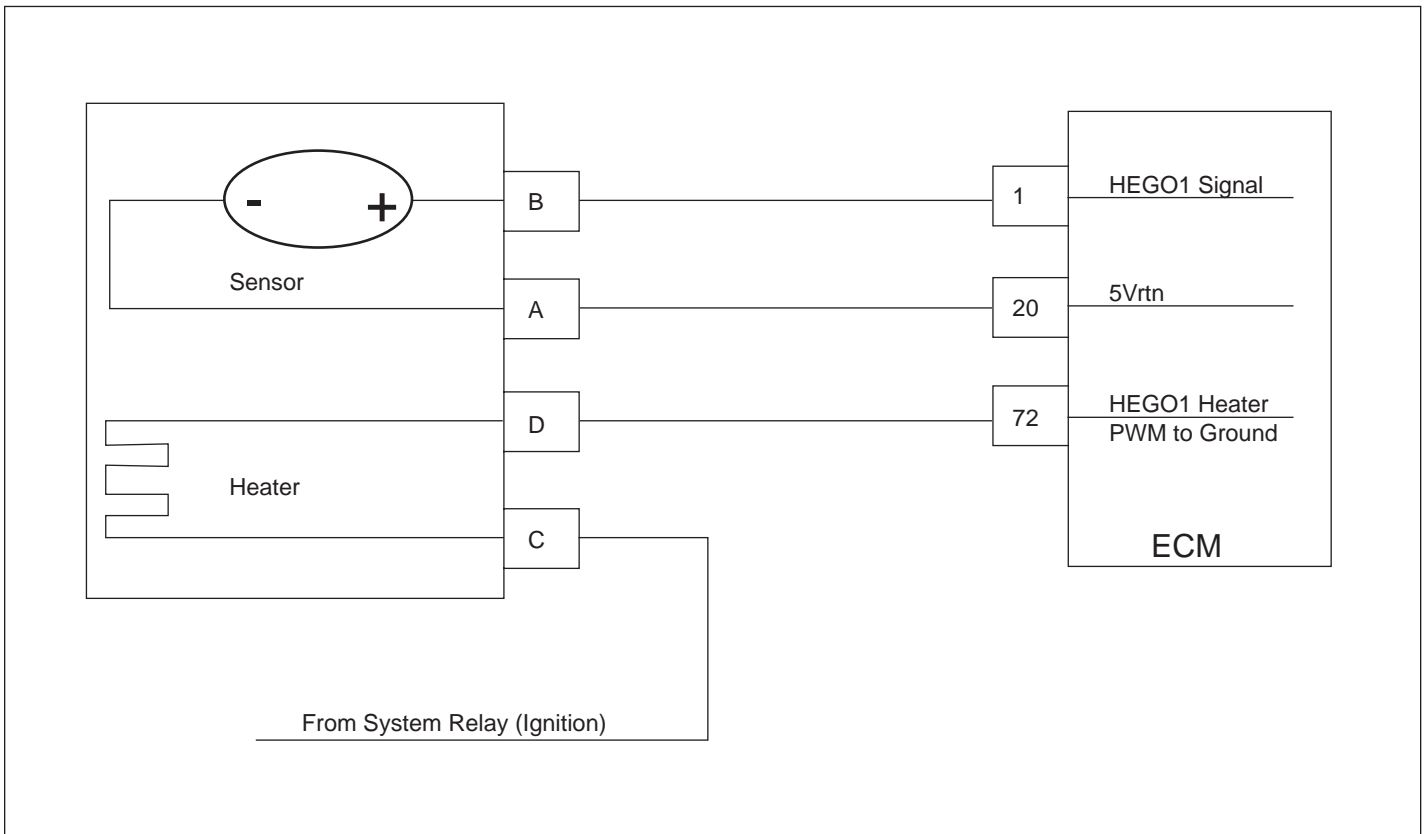 -
+
Sensor
Heater
B
A
D
C
1
20
72
HEGO1 Signal
5Vrtn
HEGO1 Heater
PWM to Ground
ECM
From System Relay (Ignition)